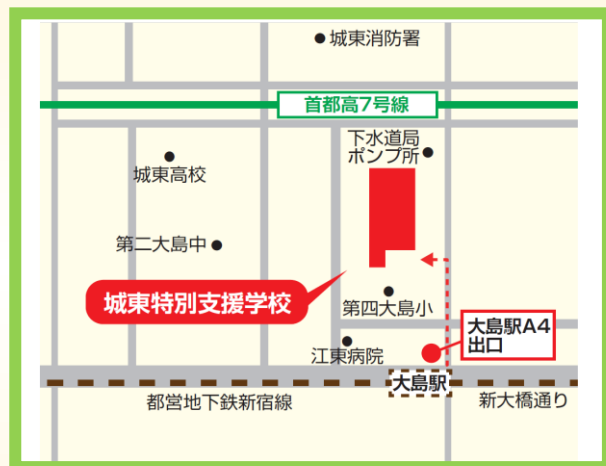 城東消防署
首都高7号線
下水道局
ポンプ所
城東高校
第二大島中
城東特別支援学校
第四大島小
大島駅A4
出口
江東病院
大島駅
都営地下鉄新宿線
新大橋通り